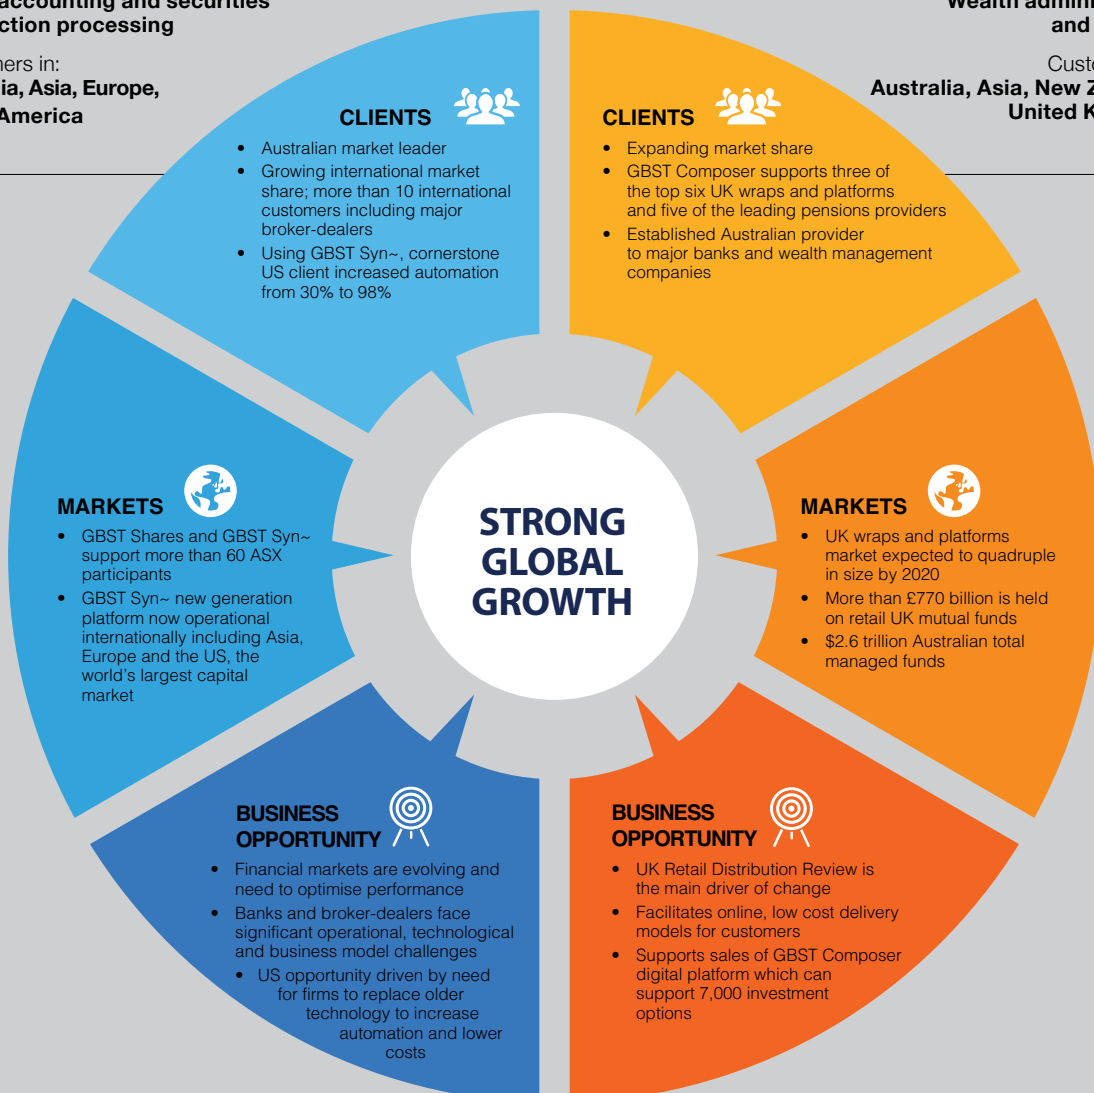 accounting and securities
ction processing
ners in:
ia, Asia, Europe,
America
Wealth admini
and
Custo
Australia, Asia, New Z
United K
CLIENTS
• Australian market leader
• Growing international market
share; more than 10 international
customers including major
broker-dealers
• Using GBST Syn~, cornerstone
US client increased automation
from 30% to 98%
CLIENTS
• Expanding market share
• GBST Composer supports three of
the top six UK wraps and platforms
and five of the leading pensions providers
• Established Australian provider
to major banks and wealth management
companies
MARKETS
• GBST Shares and GBST Syn~
support more than 60 ASX
participants
• GBST Syn~ new generation
platform now operational
internationally including Asia,
Europe and the US, the
world's largest capital
market
STRONG
GLOBAL
GROWTH
MARKETS
• UK wraps and platforms
market expected to quadruple
in size by 2020
• More than £770 billion is held
on retail UK mutual funds
• $2.6 trillion Australian total
managed funds
BUSINESS
OPPORTUNITY
• Financial markets are evolving and
need to optimise performance
• Banks and broker-dealers face
significant operational, technological
and business model challenges
• US opportunity driven by need
for firms to replace older
technology to increase
automation and lower
costs
BUSINESS
OPPORTUNITY
• UK Retail Distribution Review is
the main driver of change
• Facilitates online, low cost delivery
models for customers
• Supports sales of GBST Composer
digital platform which can
support 7,000 investment
options